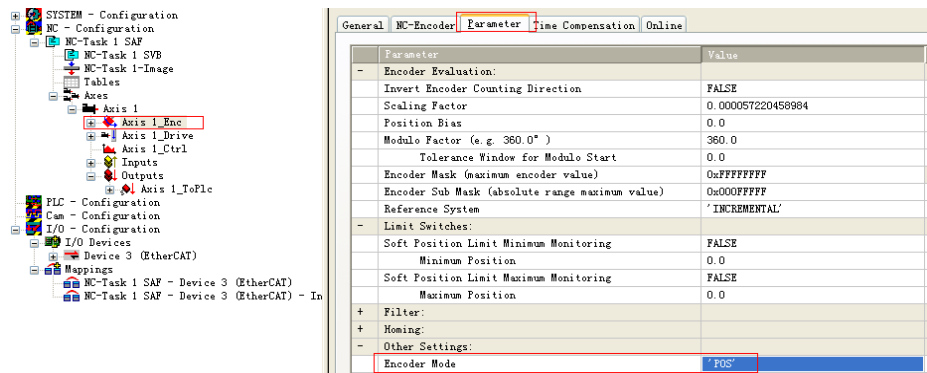 SYSTEM - Configuration
NC - Configuration
NC-Task 1 SAF
NC-Task 1 SVB
NC-Task 1-Image
Tables
Axes
Axis 1
Axis 1_Enc
Axis 1_Drive
Axis 1_Ctrl
Inputs
Outputs
Axis 1_ToPlc
PLC - Configuration
Cam - Configuration
I/O - Configuration
I/O Devices
Device 3 (EtherCAT)
Mappings
NC-Task 1 SAF - Device 3 (EtherCAT)
NC-Task 1 SAF - Device 3 (EtherCAT) - In
General NC-Encoder Parameter Time Compensation Online
Parameter Value
- Encoder Evaluation:
Invert Encoder Counting Direction FALSE
Scaling Factor 0.000057220458984
Position Bias 0.0
Modulo Factor (e.g. 360.0°) 360.0
Tolerance Window for Modulo Start 0.0
Encoder Mask (maximum encoder value) 0xFFFFFFFF
Encoder Sub Mask (absolute range maximum value) 0x000FFFFF
Reference System 'INCREMENTAL'
- Limit Switches:
Soft Position Limit Minimum Monitoring FALSE
Minimum Position 0.0
Soft Position Limit Maximum Monitoring FALSE
Maximum Position 0.0
+ Filter:
+ Homing:
- Other Settings:
Encoder Mode 'POS'